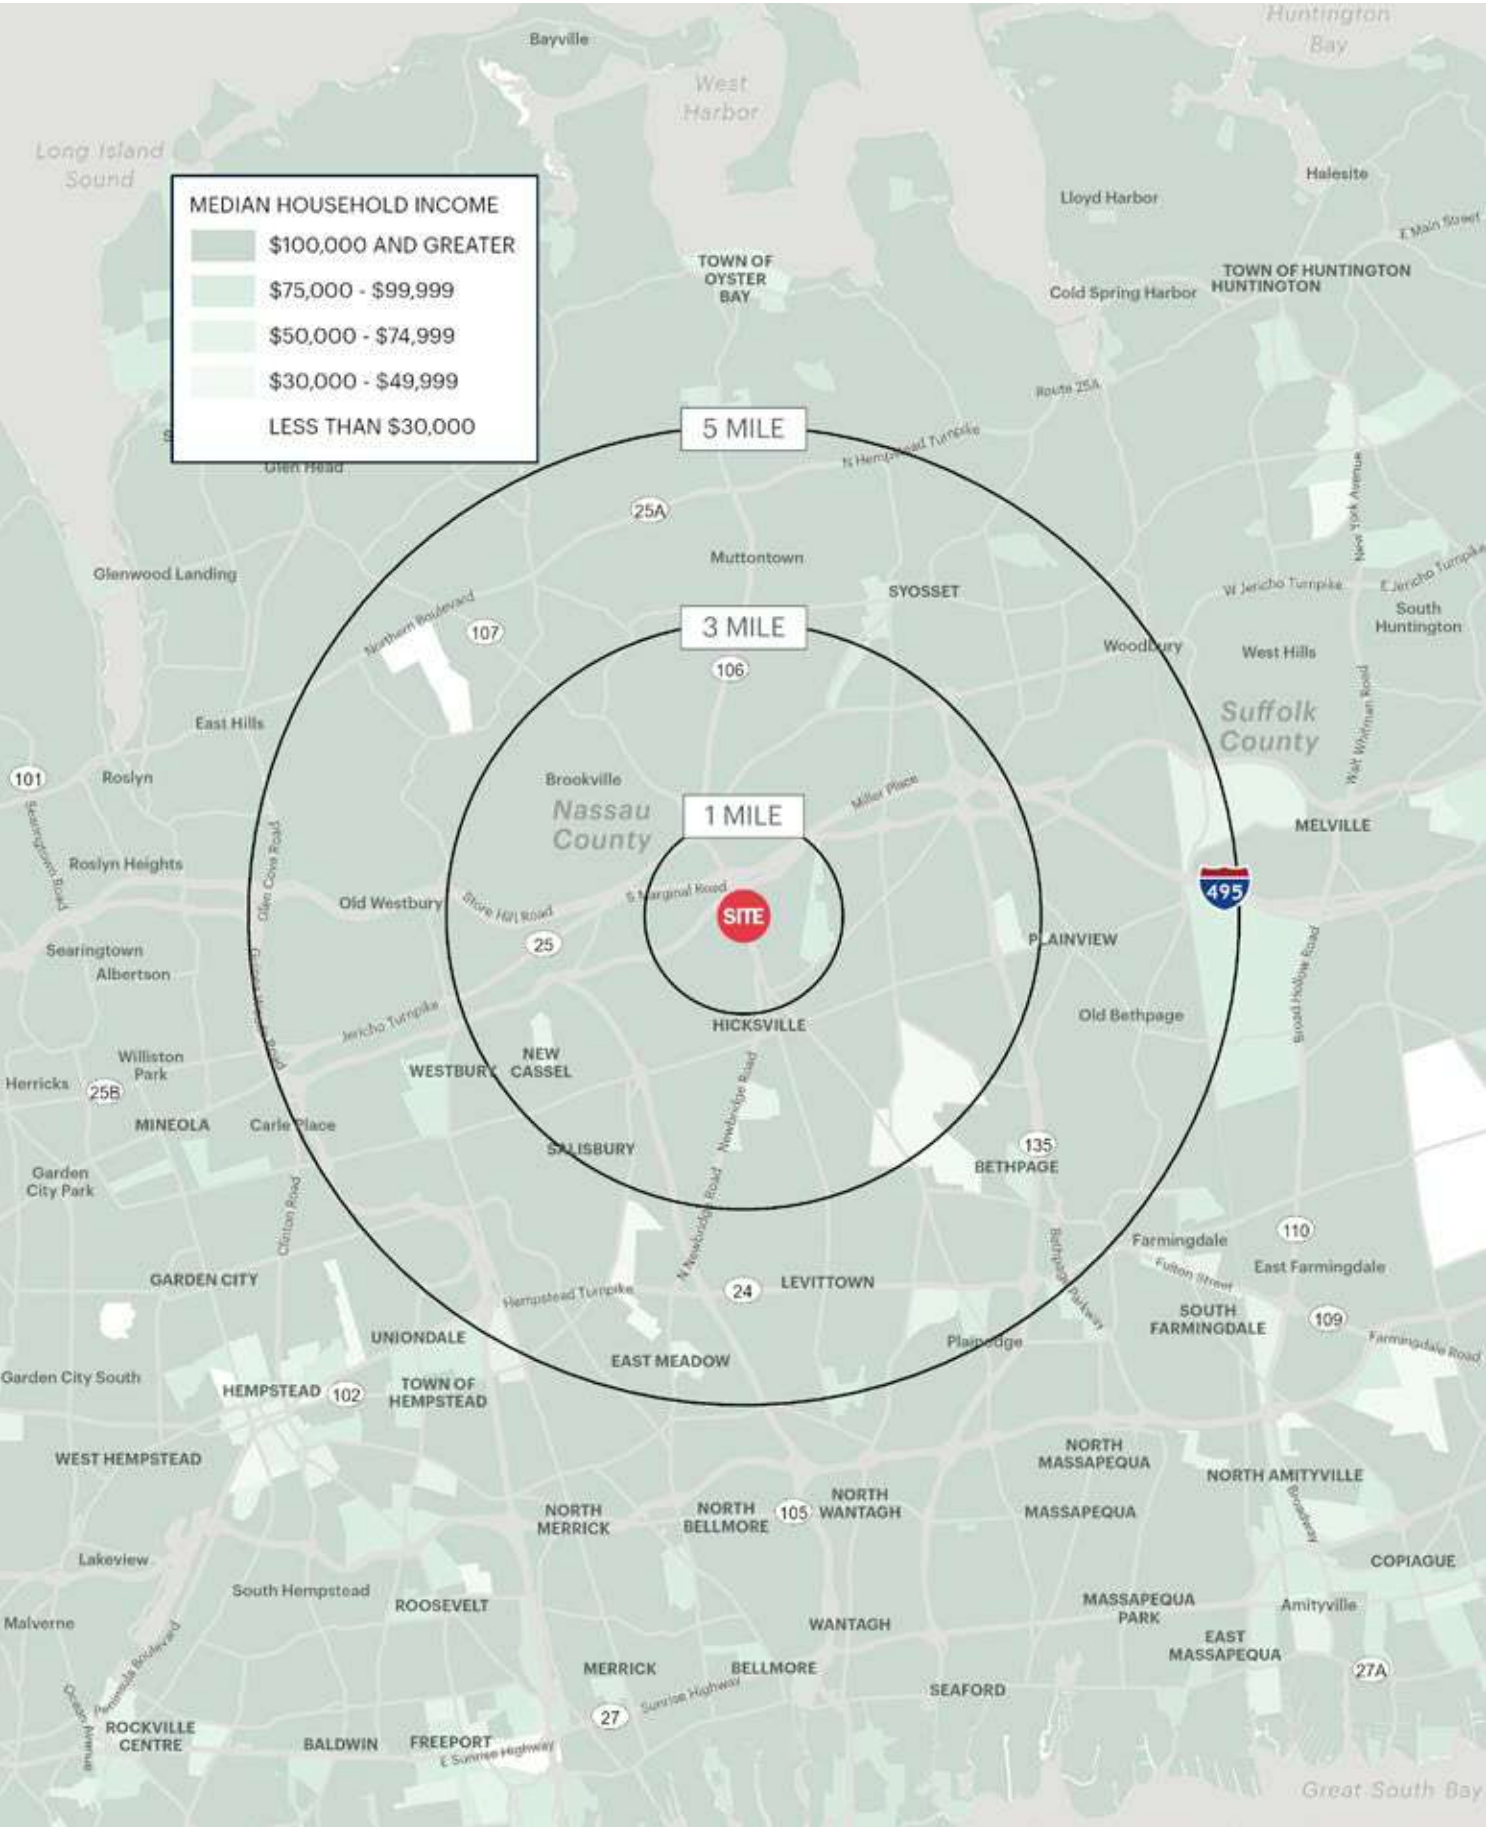 Huntington
Bay
Bayville
West
Harbor
Long Island
Sound
Halesite
Lloyd Harbor
E Main Street
MEDIAN HOUSEHOLD INCOME
$100,000 AND GREATER
$75,000 - $99,999
$50,000 - $74,999
$30,000 - $49,999
LESS THAN $30,000
TOWN OF
OYSTER
BAY
TOWN OF HUNTINGTON
HUNTINGTON
Cold Spring Harbor
Route 25A
5 MILE
N Hempstead Turnpike
Glen Head
25A
New York Avenue
Muttontown
Glenwood Landing
SYOSSET
W Jericho Turnpike
E Jericho Turnpike
South
Huntington
Northern Boulevard
107
3 MILE
106
Woodbury
West Hills
Walt Whitman Road
East Hills
Suffolk
County
101
Roslyn
Brookville
Nassau
County
Miller Place
1 MILE
MELVILLE
Searingtown Road
Roslyn Heights
Glen Cove Road
Old Westbury
Store Hill Road
S Marginal Road
SITE
495
25
PLAINVIEW
Searingtown
Albertson
Broad Hollow Road
Jericho Turnpike
Old Bethpage
HICKSVILLE
Williston
Park
Herricks
25B
WESTBURY
NEW
CASSEL
Newbridge Road
MINEOLA
Carle Place
SALISBURY
135
BETHPAGE
Garden
City Park
Clinton Road
N Newbridge Road
110
Farmingdale
Fulton Street
East Farmingdale
Bethpage Parkway
GARDEN CITY
Hempstead Turnpike
24
LEVITTOWN
SOUTH
FARMINGDALE
109
Farmingdale Road
UNIONDALE
Plainedge
EAST MEADOW
Garden City South
HEMPSTEAD
102
TOWN OF
HEMPSTEAD
WEST HEMPSTEAD
NORTH
MASSAPEQUA
NORTH AMITYVILLE
Broadway
NORTH
MERRICK
NORTH
BELLMORE
105
NORTH
WANTAGH
MASSAPEQUA
Lakeview
COPIAGUE
South Hempstead
ROOSEVELT
MASSAPEQUA
PARK
Amityville
Malverne
WANTAGH
EAST
MASSAPEQUA
Peninsula Boulevard
MERRICK
BELLMORE
27A
Sunrise Highway
SEAFORD
Ocean Avenue
27
ROCKVILLE
CENTRE
BALDWIN
FREEPORT
E Sunrise Highway
Great South Bay